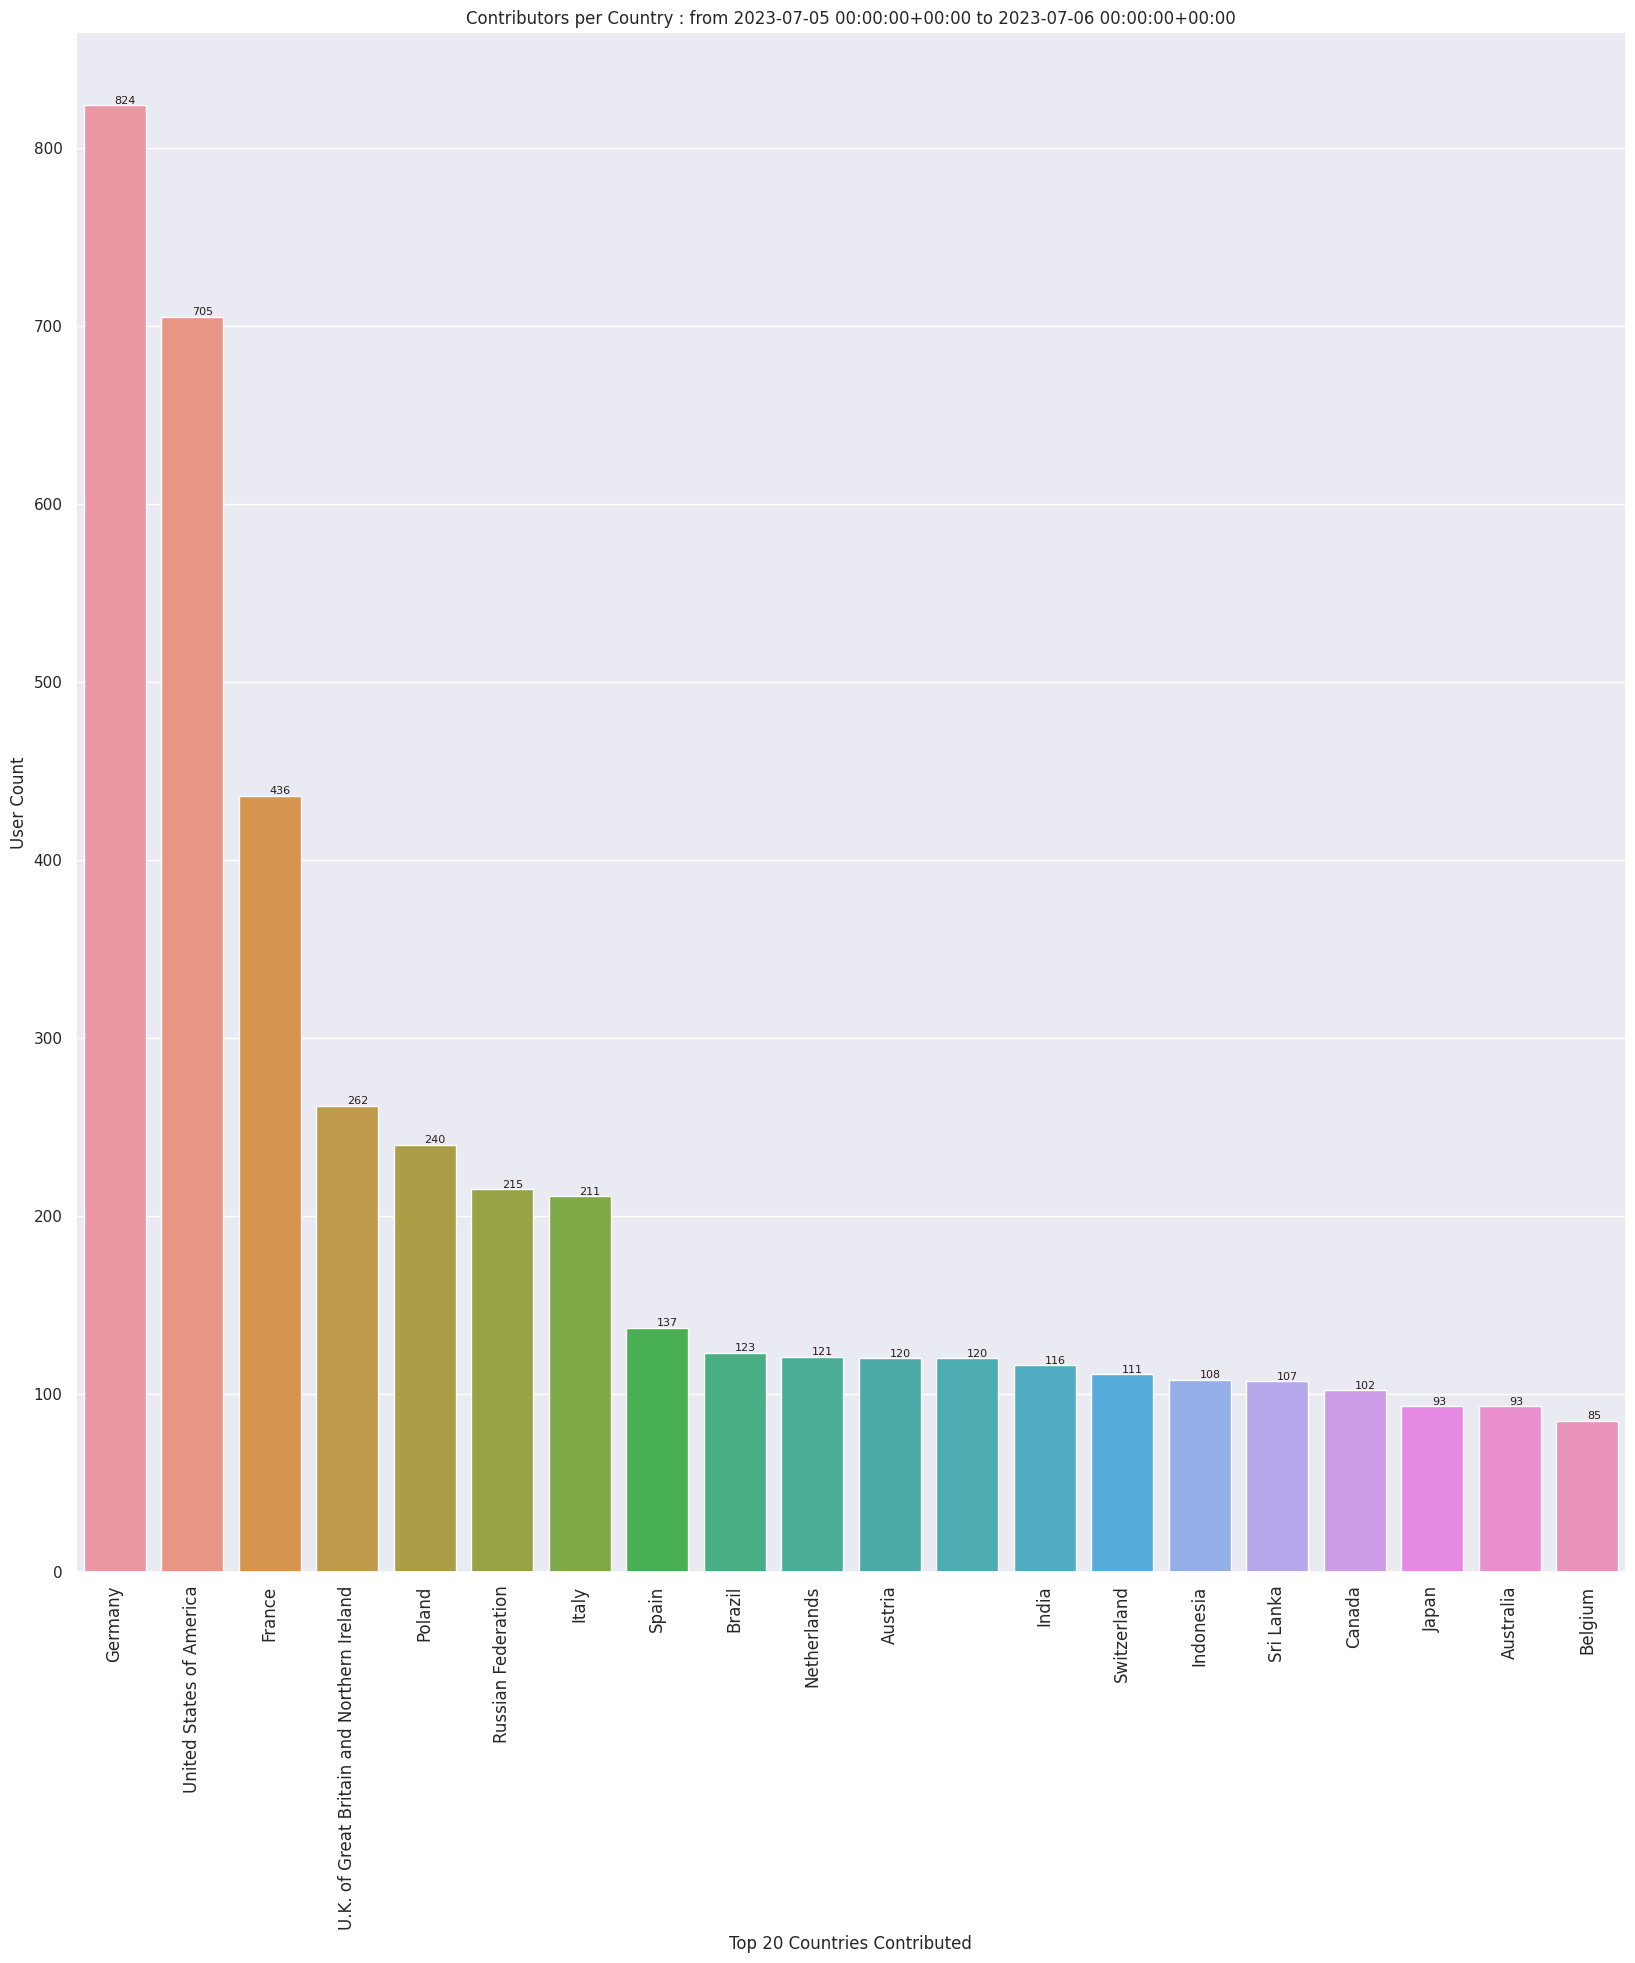 Contributors per Country : from 2023-07-05 00:00:00+00:00 to 2023-07-06 00:00:00+00:00
User Count
800
700
600
500
400
300
200
100
0
824
705
436
262
240
215
211
137
123
121
120
120
116
111
108
107
102
93
93
85
Germany
United States of America
France
U.K. of Great Britain and Northern Ireland
Poland
Russian Federation
Italy
Spain
Brazil
Netherlands
Austria
India
Switzerland
Indonesia
Sri Lanka
Canada
Japan
Australia
Belgium
Top 20 Countries Contributed